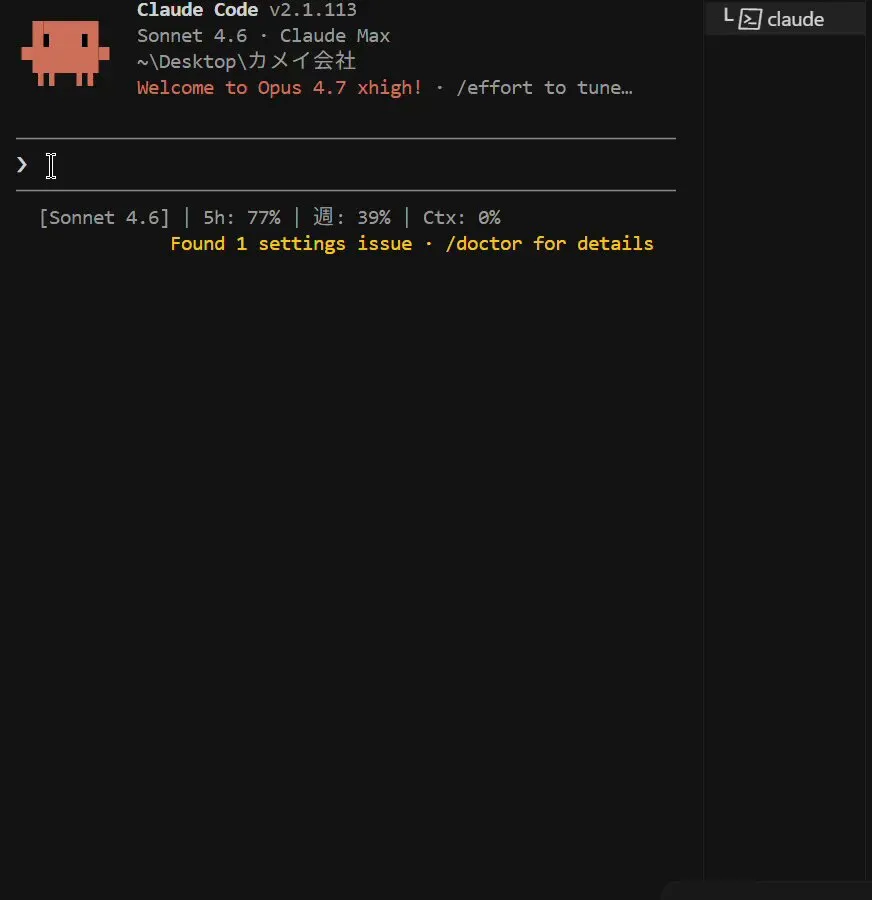 Claude Code v2.1.113
Sonnet 4.6 · Claude Max
~\Desktop\カメイ会社
Welcome to Opus 4.7 xhigh! · /effort to tune…
❯
[Sonnet 4.6] | 5h: 77% | 週: 39% | Ctx: 0%
Found 1 settings issue · /doctor for details
claude